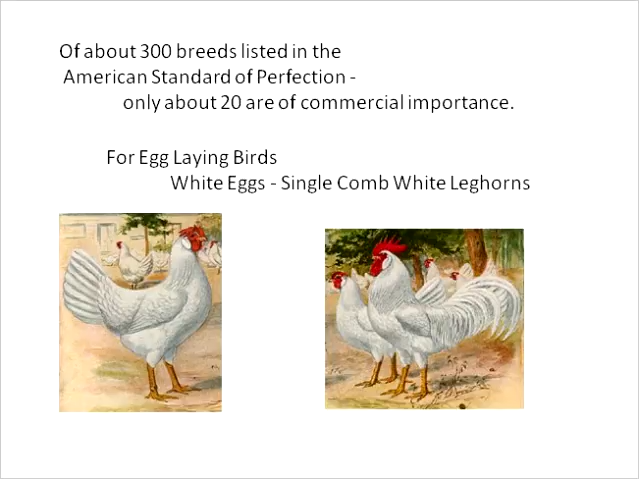 Of about 300 breeds listed in the
American Standard of Perfection -
only about 20 are of commercial importance.
For Egg Laying Birds
White Eggs - Single Comb White Leghorns